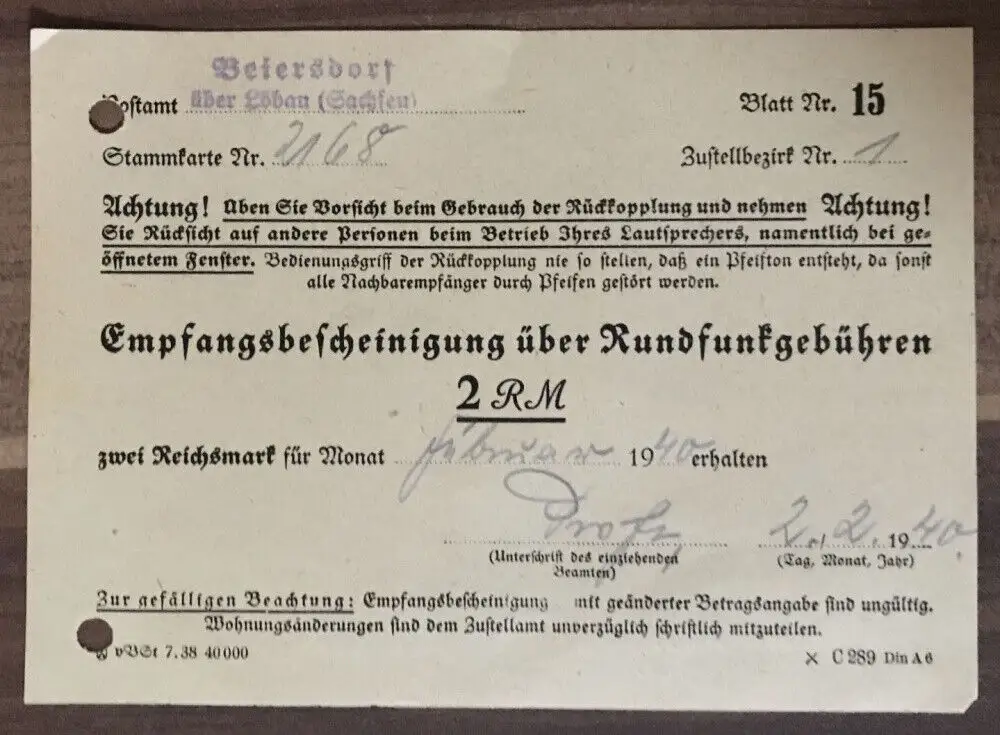 Beiersdorf
Postamt über Löbau (Sachsen) Blatt Nr. 15
Stammkarte Nr. 2168 Zustellbezirk Nr. 1
Achtung! Üben Sie Vorsicht beim Gebrauch der Rückkopplung und nehmen Achtung!
Sie Rücksicht auf andere Personen beim Betrieb Ihres Lautsprechers, namentlich bei ge-
öffnetem Fenster. Bedienungsgriff der Rückkopplung nie so stellen, daß ein Pfeifton entsteht, da sonst
alle Nachbarempfänger durch Pfeifen gestört werden.
Empfangsbescheinigung über Rundfunkgebühren
2 RM
zwei Reichsmark für Monat Februar 1940 erhalten
2. 2. 1940.
(Unterschrift des einziehenden (Tag, Monat, Jahr)
Beamten)
Zur gefälligen Beachtung: Empfangsbescheinigung mit geänderter Betragsangabe sind ungültig.
Wohnungsänderungen sind dem Zustellamt unverzüglich schriftlich mitzuteilen.
vBSt 7.38 40000 × C 289 Din A 6